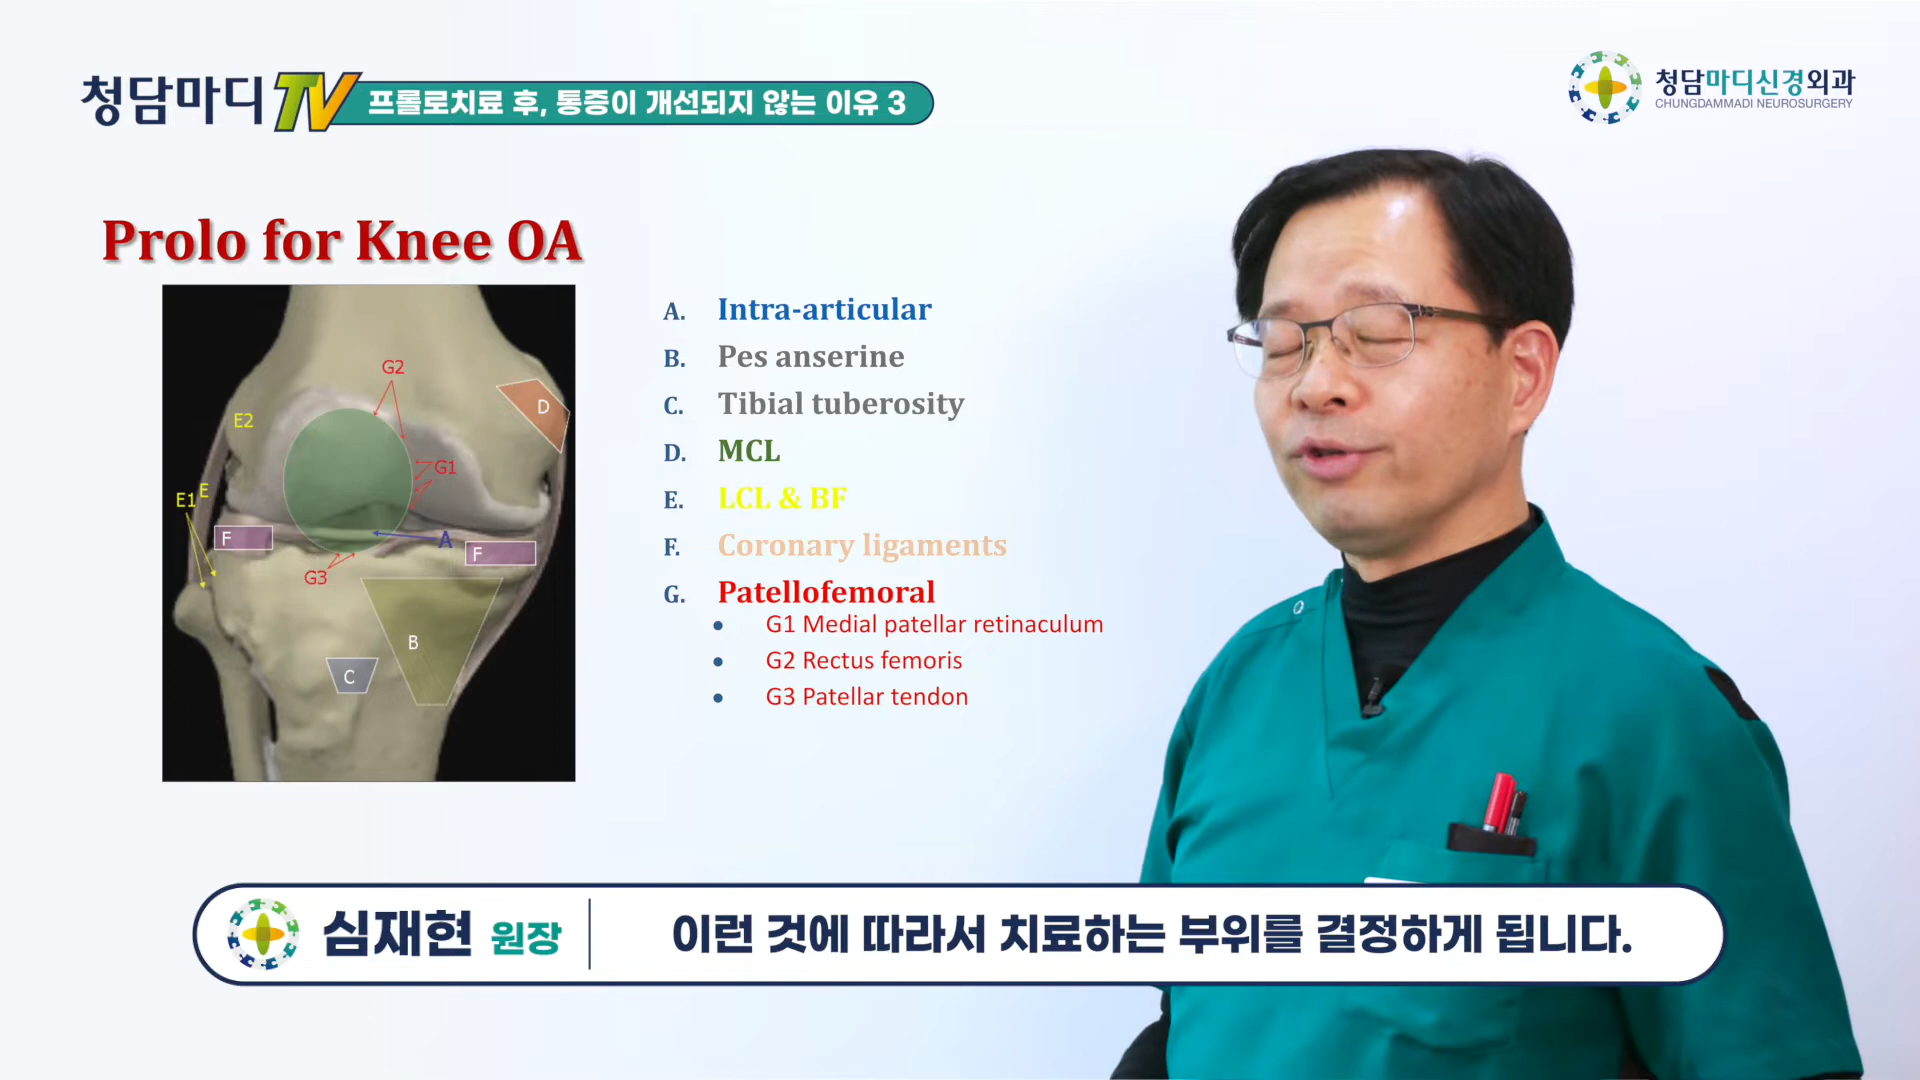 청담마디TV
프롤로치료 후, 통증이 개선되지 않는 이유 3
청담마디신경외과
CHUNGDAMMADI NEUROSURGERY
Prolo for Knee OA
G2
D
E2
G1
E
E1
F
A
F
G3
B
C
A. Intra-articular
B. Pes anserine
C. Tibial tuberosity
D. MCL
E. LCL & BF
F. Coronary ligaments
G. Patellofemoral
• G1 Medial patellar retinaculum
• G2 Rectus femoris
• G3 Patellar tendon
심재현 원장
이런 것에 따라서 치료하는 부위를 결정하게 됩니다.